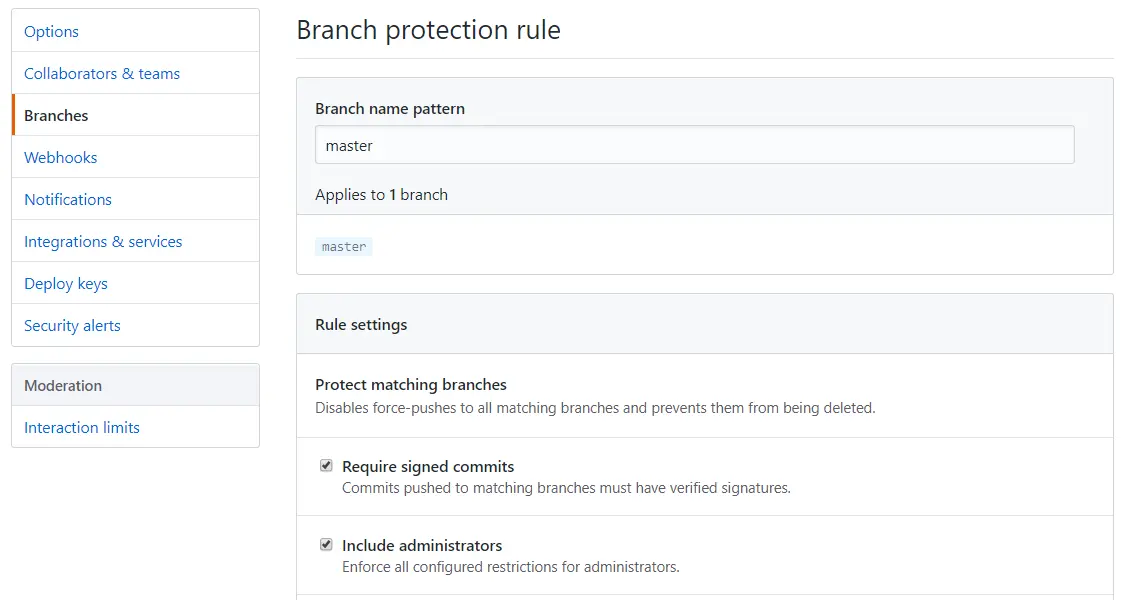 Options
Collaborators & teams
Branches
Webhooks
Notifications
Integrations & services
Deploy keys
Security alerts
Moderation
Interaction limits
Branch protection rule
Branch name pattern
master
Applies to 1 branch
master
Rule settings
Protect matching branches
Disables force-pushes to all matching branches and prevents them from being deleted.
Require signed commits
Commits pushed to matching branches must have verified signatures.
Include administrators
Enforce all configured restrictions for administrators.